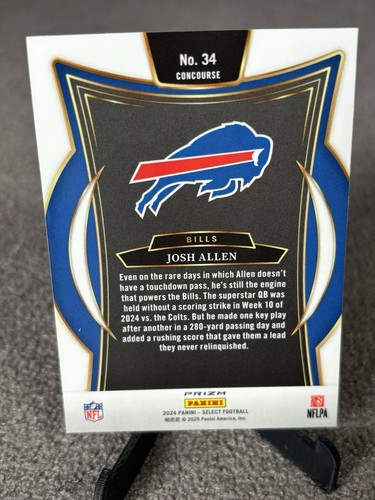 No. 34
CONCOURSE
BILLS
JOSH ALLEN
Even on the rare days in which Allen doesn't
have a touchdown pass, he's still the engine
that powers the Bills. The superstar QB was
held without a scoring strike in Week 10 of
2024 vs. the Colts. But he made one key play
after another in a 280-yard passing day and
added a rushing score that gave them a lead
they never relinquished.
PRIZM
PANINI
NFL
NFLPA
2024 PANINI - SELECT FOOTBALL
© 2025 Panini America, Inc.